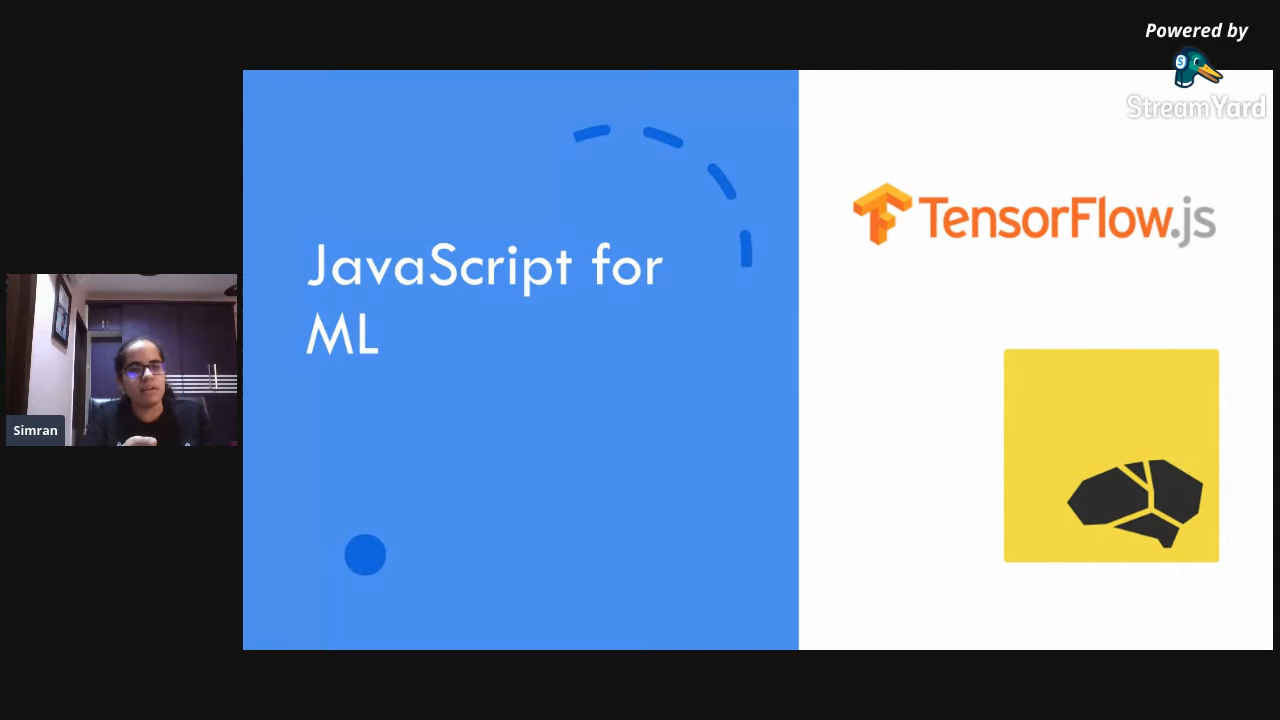 Powered by
S
StreamYard
JavaScript for
ML
TensorFlow.js
Simran